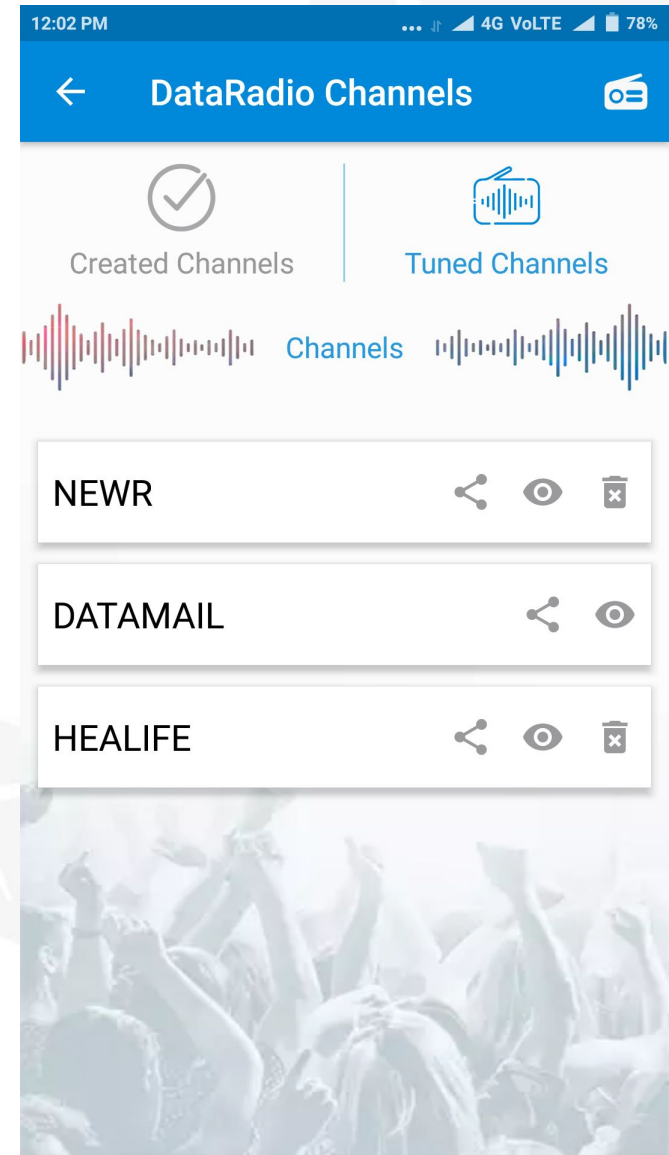 12:02 PM ... 4G VoLTE 78%
DataRadio Channels
Created Channels Tuned Channels
Channels
NEWR
DATAMAIL
HEALIFE